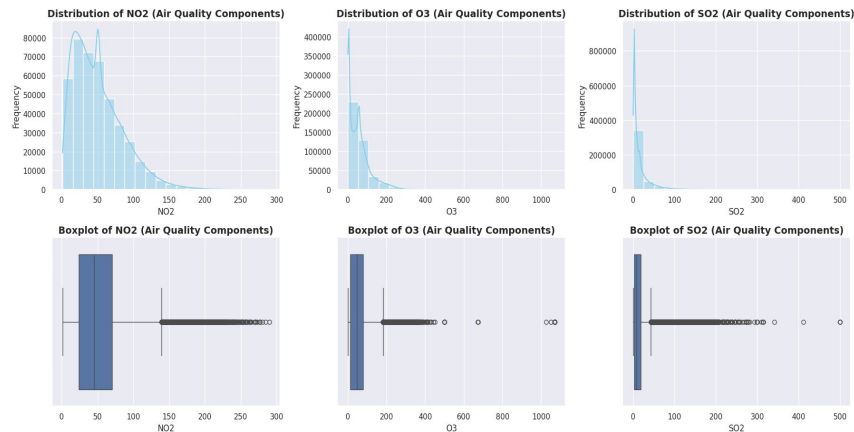 Distribution of NO2 (Air Quality Components) Distribution of O3 (Air Quality Components) Distribution of SO2 (Air Quality Components)
Frequency
80000
70000
60000
50000
40000
30000
20000
10000
0
0 50 100 150 200 250 300
NO2
Frequency
400000
350000
300000
250000
200000
150000
100000
50000
0
0 200 400 600 800 1000
O3
Frequency
800000
600000
400000
200000
0
0 100 200 300 400 500
SO2
Boxplot of NO2 (Air Quality Components) Boxplot of O3 (Air Quality Components) Boxplot of SO2 (Air Quality Components)
0 50 100 150 200 250 300
NO2
0 200 400 600 800 1000
O3
0 100 200 300 400 500
SO2